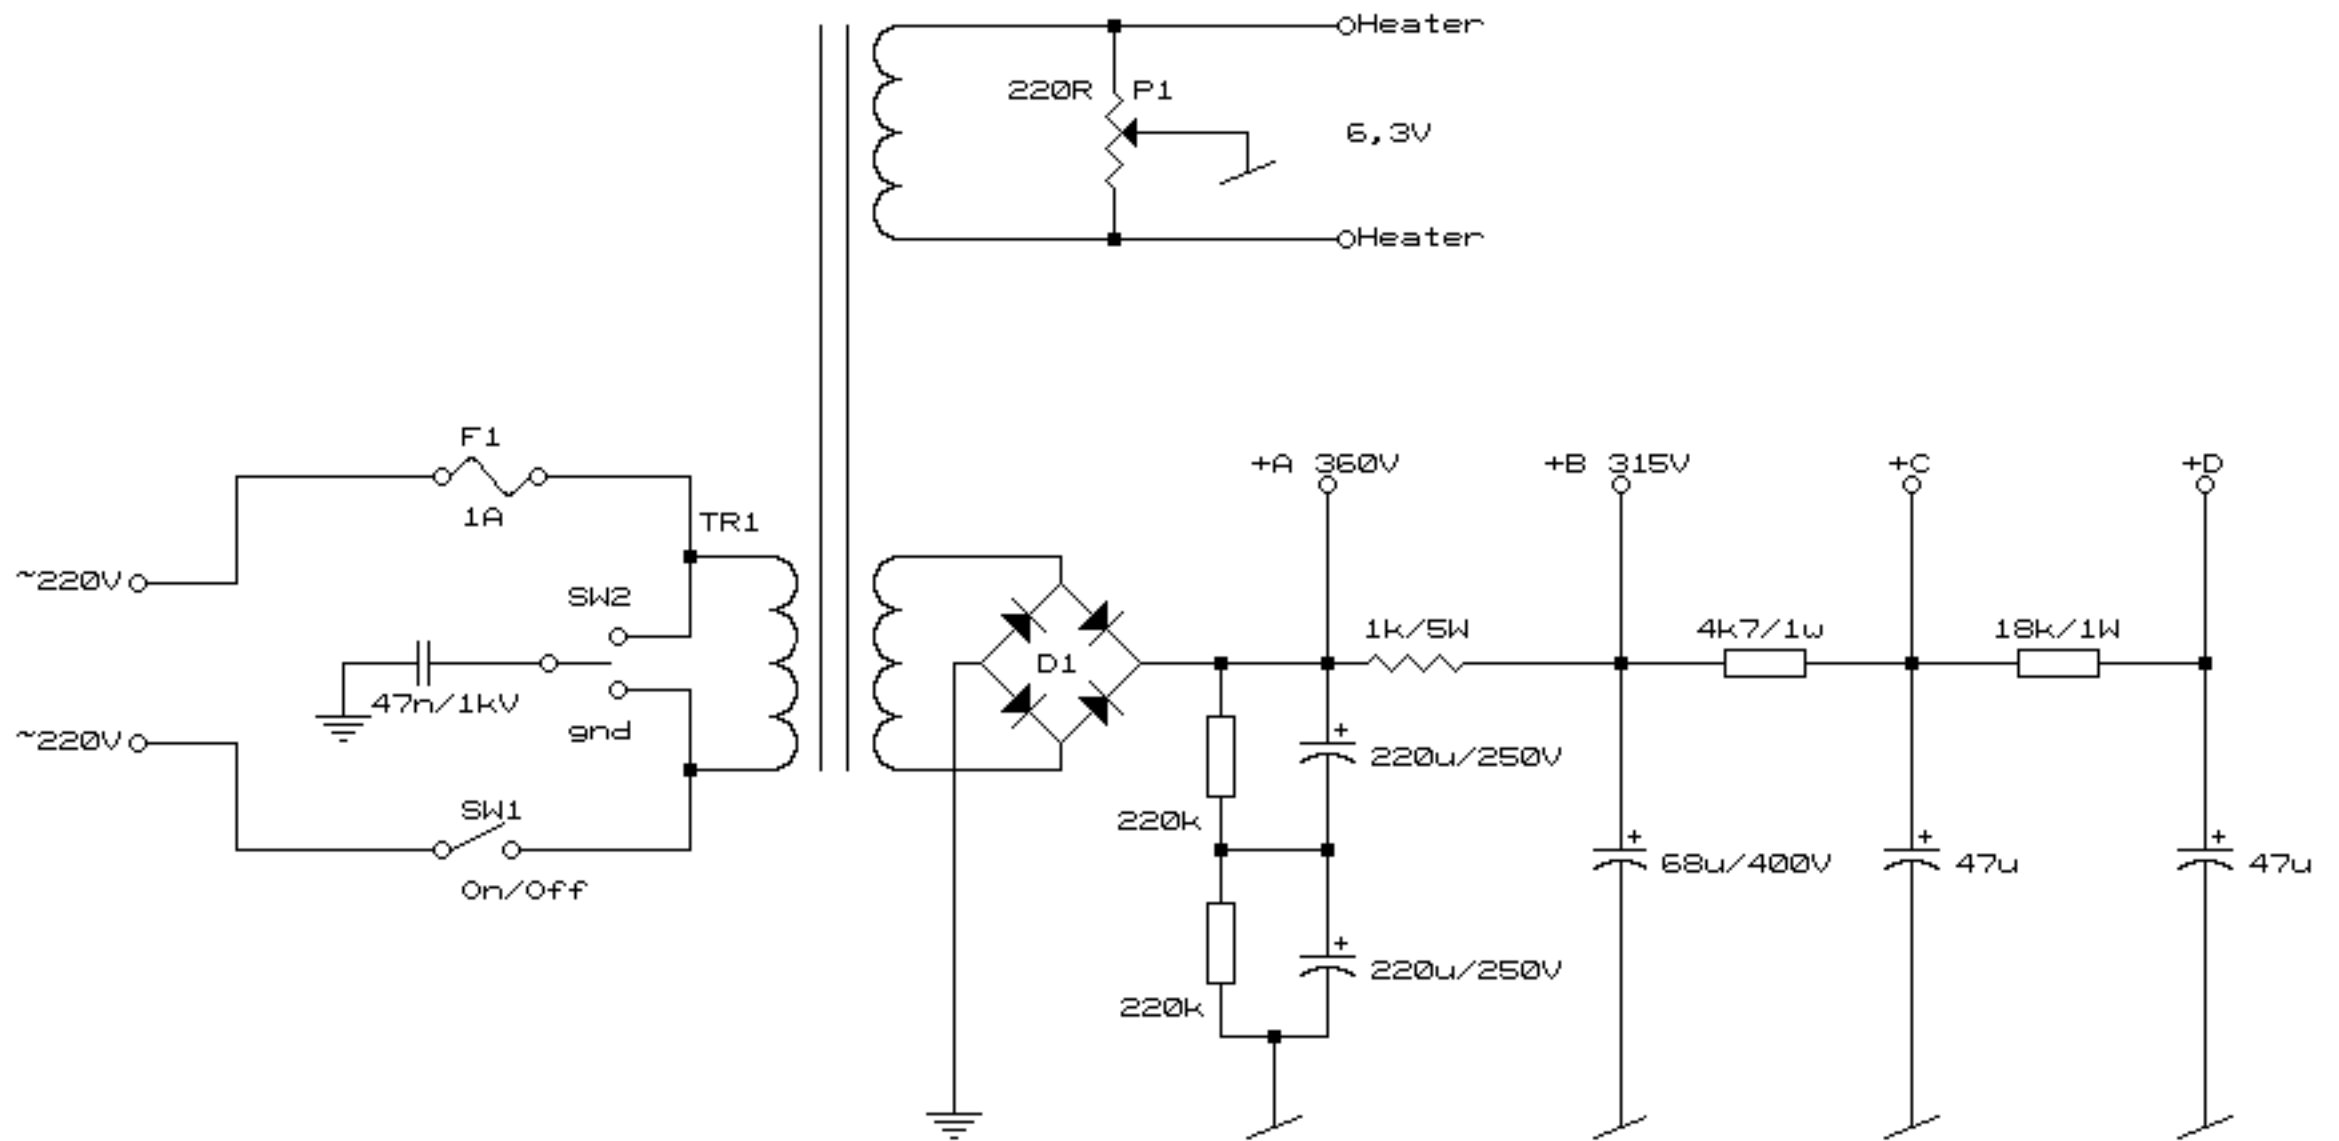 Heater
220R P1
6,3V
Heater
F1
1A
TR1
~220V
SW2
47n/1kV
gnd
~220V
SW1
On/Off
+A 360V
+B 315V
+C
+D
D1
1k/5W
4k7/1w
18k/1W
220k
220u/250V
220k
220u/250V
+
+
+
68u/400V
+
47u
+
47u